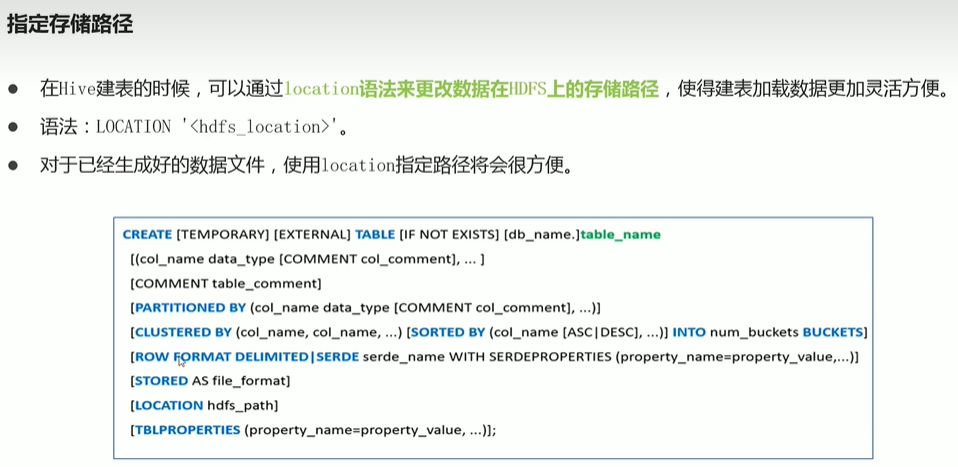 指定存储路径
● 在Hive建表的时候，可以通过location语法来更改数据在HDFS上的存储路径，使得建表加载数据更加灵活方便。
● 语法：LOCATION '<hdfs_location>'。
● 对于已经生成好的数据文件，使用location指定路径将会很方便。
CREATE [TEMPORARY] [EXTERNAL] TABLE [IF NOT EXISTS] [db_name.]table_name
[(col_name data_type [COMMENT col_comment], ... ]
[COMMENT table_comment]
[PARTITIONED BY (col_name data_type [COMMENT col_comment], ...)]
[CLUSTERED BY (col_name, col_name, ...) [SORTED BY (col_name [ASC|DESC], ...)] INTO num_buckets BUCKETS]
[ROW FORMAT DELIMITED|SERDE serde_name WITH SERDEPROPERTIES (property_name=property_value,...)]
[STORED AS file_format]
[LOCATION hdfs_path]
[TBLPROPERTIES (property_name=property_value, ...)];